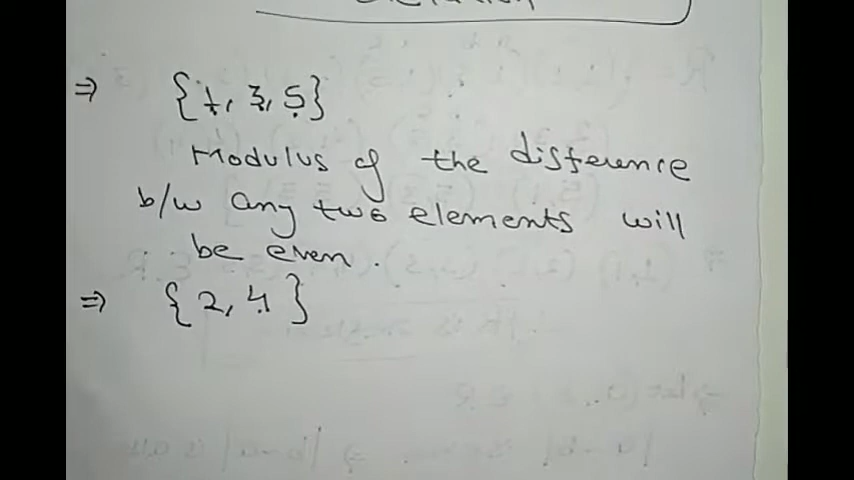 ⇒ {1, 3, 5}
Modulus of the difference
b/w any two elements will
be even.
⇒ {2, 4}